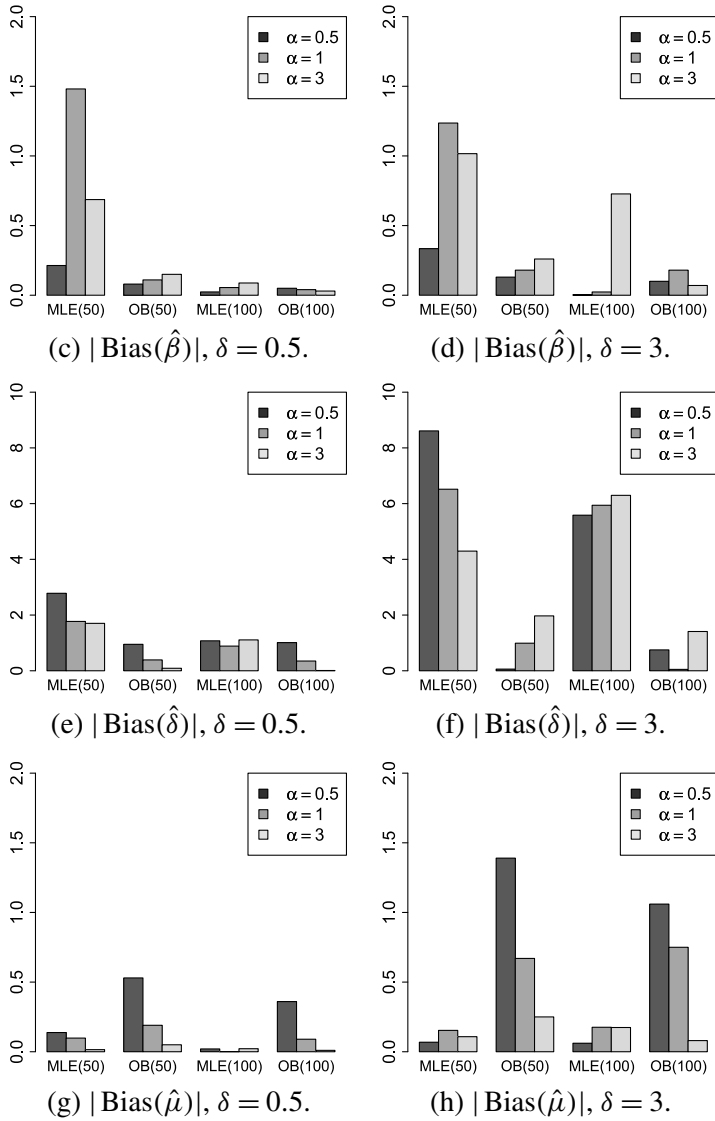 2.0
1.5
1.0
0.5
0.0
α = 0.5
α = 1
α = 3
MLE(50) OB(50) MLE(100) OB(100)
(c) | Bias(β̂)|, δ = 0.5.
2.0
1.5
1.0
0.5
0.0
α = 0.5
α = 1
α = 3
MLE(50) OB(50) MLE(100) OB(100)
(d) | Bias(β̂)|, δ = 3.
10
8
6
4
2
0
α = 0.5
α = 1
α = 3
MLE(50) OB(50) MLE(100) OB(100)
(e) | Bias(δ̂)|, δ = 0.5.
10
8
6
4
2
0
α = 0.5
α = 1
α = 3
MLE(50) OB(50) MLE(100) OB(100)
(f) | Bias(δ̂)|, δ = 3.
2.0
1.5
1.0
0.5
0.0
α = 0.5
α = 1
α = 3
MLE(50) OB(50) MLE(100) OB(100)
(g) | Bias(μ̂)|, δ = 0.5.
2.0
1.5
1.0
0.5
0.0
α = 0.5
α = 1
α = 3
MLE(50) OB(50) MLE(100) OB(100)
(h) | Bias(μ̂)|, δ = 3.